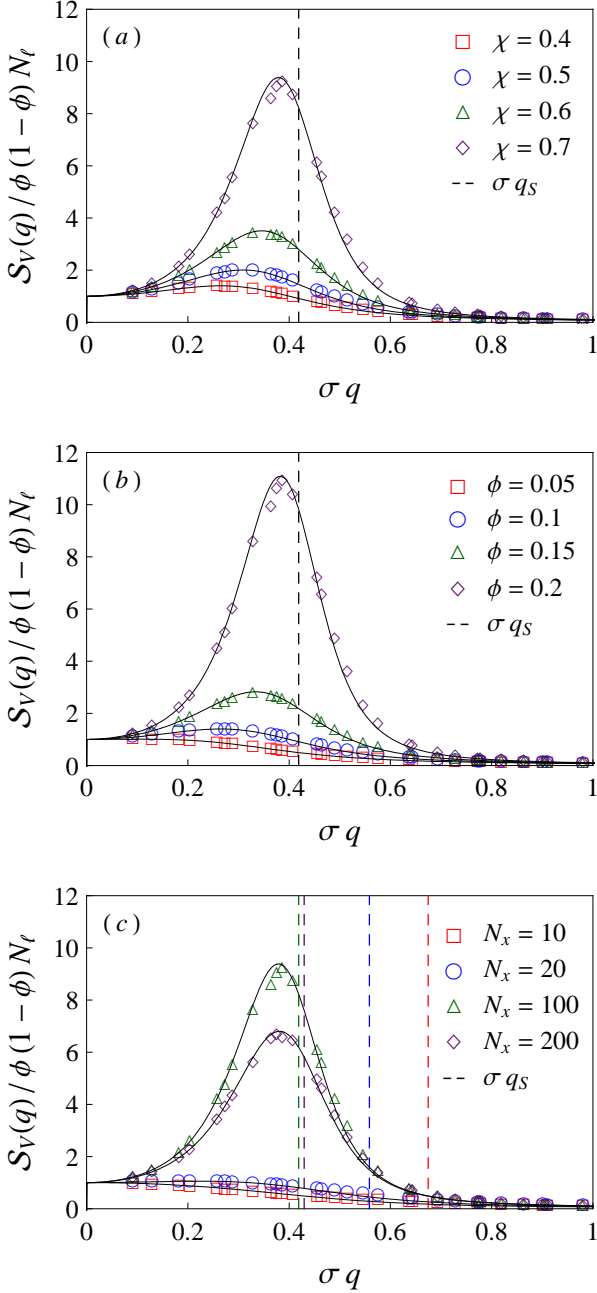 (a)
χ = 0.4
χ = 0.5
χ = 0.6
χ = 0.7
σ q_S
12
10
8
6
4
2
0
S_V(q) / ϕ (1 − ϕ) N_ℓ
0 0.2 0.4 0.6 0.8 1
σ q
(b)
ϕ = 0.05
ϕ = 0.1
ϕ = 0.15
ϕ = 0.2
σ q_S
12
10
8
6
4
2
0
S_V(q) / ϕ (1 − ϕ) N_ℓ
0 0.2 0.4 0.6 0.8 1
σ q
(c)
N_x = 10
N_x = 20
N_x = 100
N_x = 200
σ q_S
12
10
8
6
4
2
0
S_V(q) / ϕ (1 − ϕ) N_ℓ
0 0.2 0.4 0.6 0.8 1
σ q